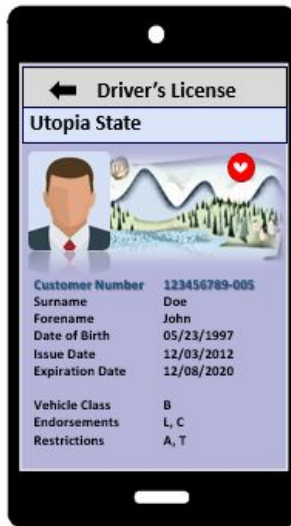 Driver's License
Utopia State
Customer Number 123456789-005
Surname Doe
Forename John
Date of Birth 05/23/1997
Issue Date 12/03/2012
Expiration Date 12/08/2020
Vehicle Class B
Endorsements L, C
Restrictions A, T